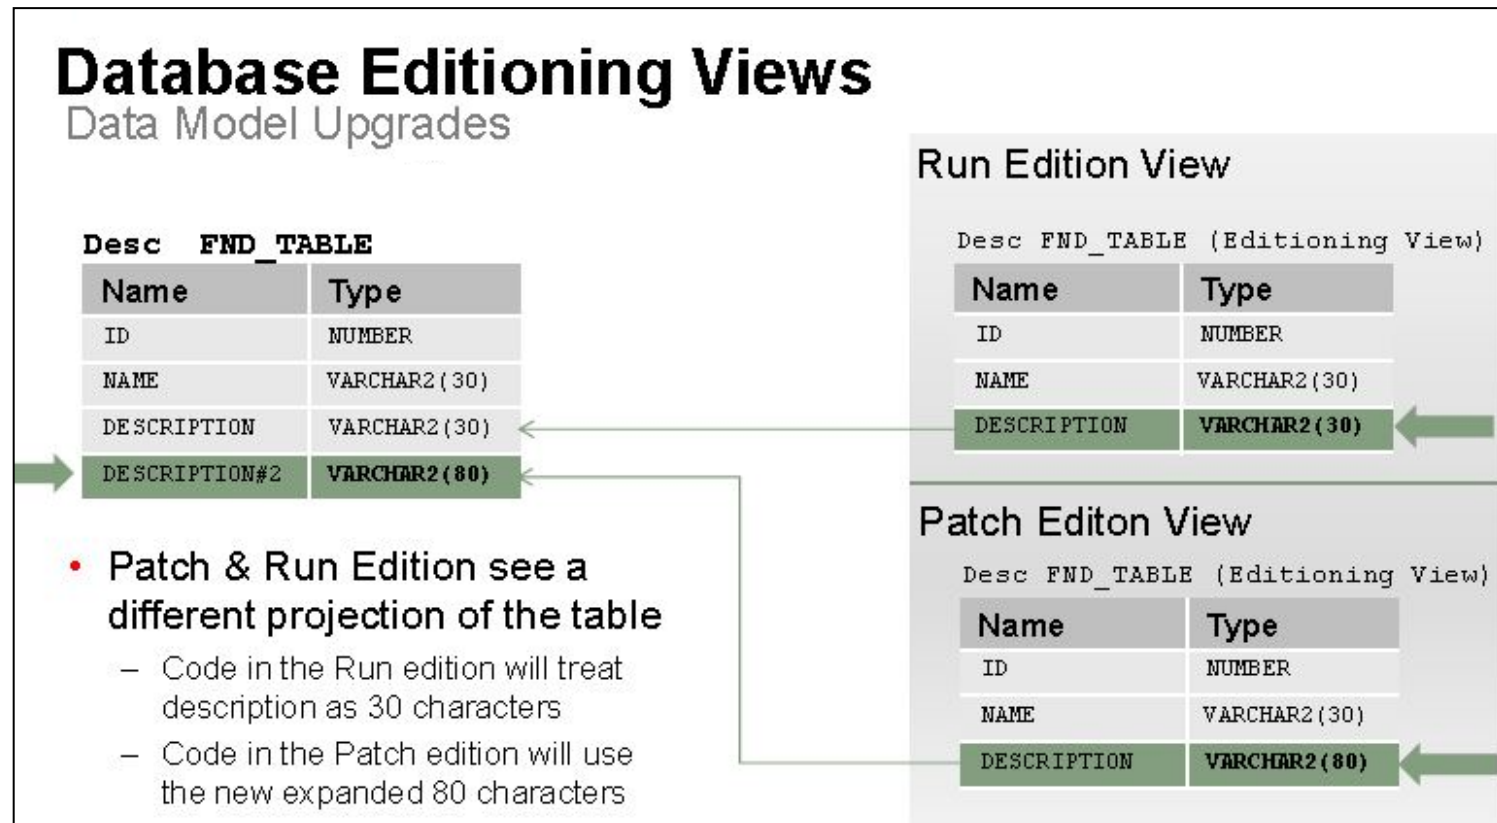 Database Editioning Views
Data Model Upgrades
Desc FND_TABLE
Name Type
ID NUMBER
NAME VARCHAR2(30)
DESCRIPTION VARCHAR2(30)
DESCRIPTION#2 VARCHAR2(80)
• Patch & Run Edition see a
different projection of the table
– Code in the Run edition will treat
description as 30 characters
– Code in the Patch edition will use
the new expanded 80 characters
Run Edition View
Desc FND_TABLE (Editioning View)
Name Type
ID NUMBER
NAME VARCHAR2(30)
DESCRIPTION VARCHAR2(30)
Patch Editon View
Desc FND_TABLE (Editioning View)
Name Type
ID NUMBER
NAME VARCHAR2(30)
DESCRIPTION VARCHAR2(80)